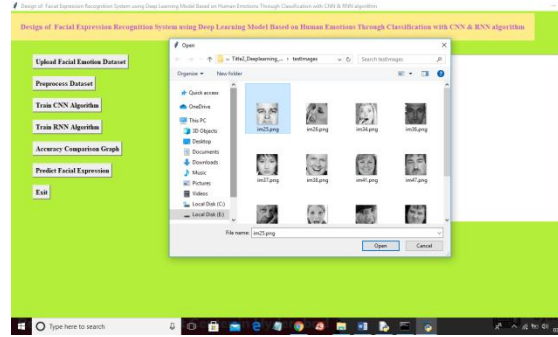 Design of Facial Expression Recognition System using Deep Learning Model Based on Human Emotions Through Classification with CNN & RNN algorithm
Design of Facial Expression Recognition System using Deep Learning Model Based on Human Emotions Through Classification with CNN & RNN algorithm
Upload Facial Emotion Dataset
Preprocess Dataset
Train CNN Algorithm
Train RNN Algorithm
Accuracy Comparison Graph
Predict Facial Expression
Exit
Open
Title2_Deeplearning_... > testImages
Search testImages
Organize
New folder
Quick access
OneDrive
This PC
3D Objects
Desktop
Documents
Downloads
Music
Pictures
Videos
Local Disk (C:)
Local Disk (E:)
im25.png
im26.png
im34.png
im37.png
im38.png
im41.png
im47.png
File name: im25.png
Open
Cancel
Type here to search